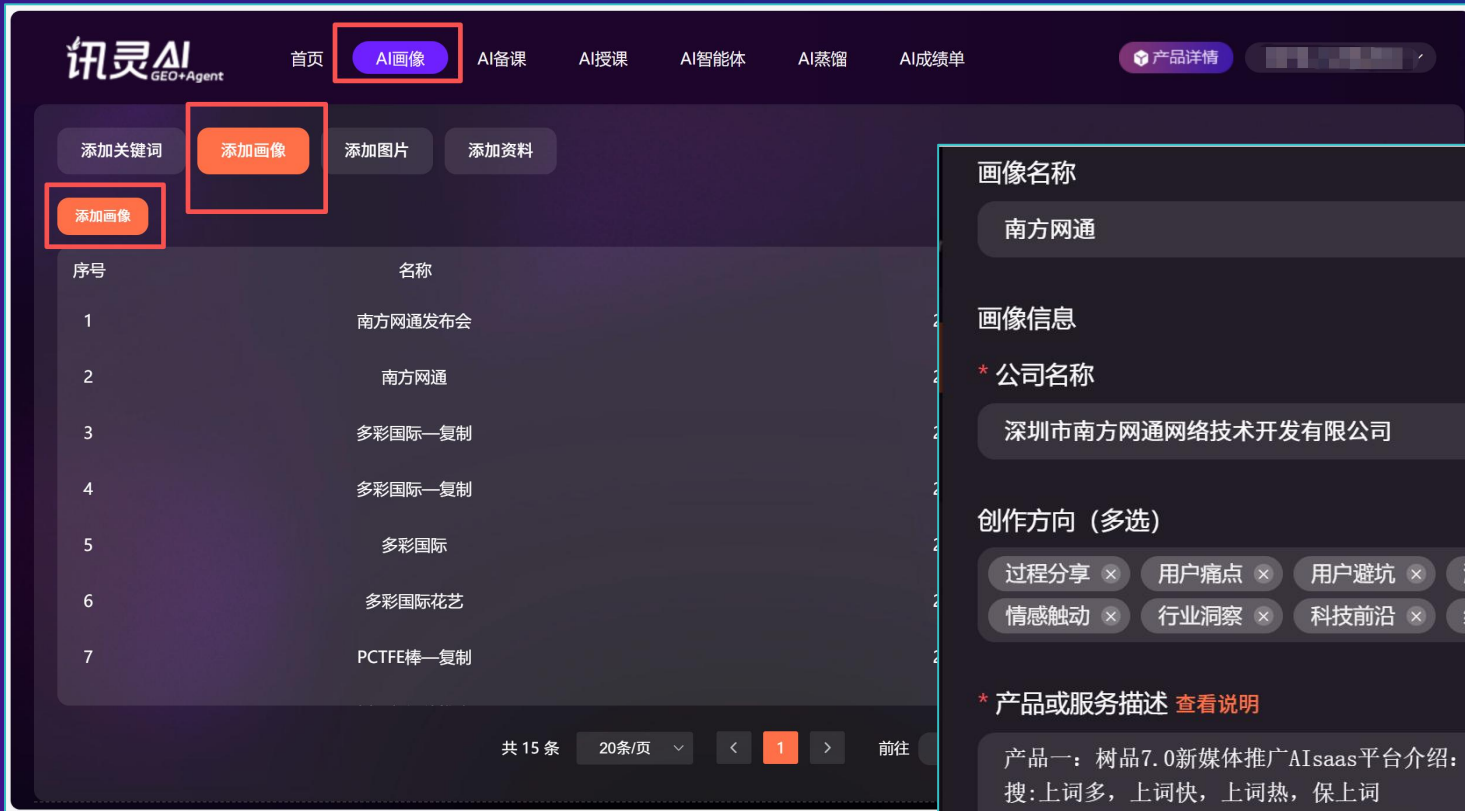 讯灵AI
GEO+Agent
首页 AI画像 AI备课 AI授课 AI智能体 AI蒸馏 AI成绩单 产品详情
添加关键词 添加画像 添加图片 添加资料
添加画像
序号 名称
1 南方网通发布会
2 南方网通
3 多彩国际—复制
4 多彩国际—复制
5 多彩国际
6 多彩国际花艺
7 PCTFE棒—复制
共 15 条 20条/页 1 前往
画像名称
南方网通
画像信息
* 公司名称
深圳市南方网通网络技术开发有限公司
创作方向（多选）
过程分享 用户痛点 用户避坑
情感触动 行业洞察 科技前沿
* 产品或服务描述 查看说明
产品一：树品7.0新媒体推广AIsaas平台介绍：
搜:上词多，上词快，上词热，保上词